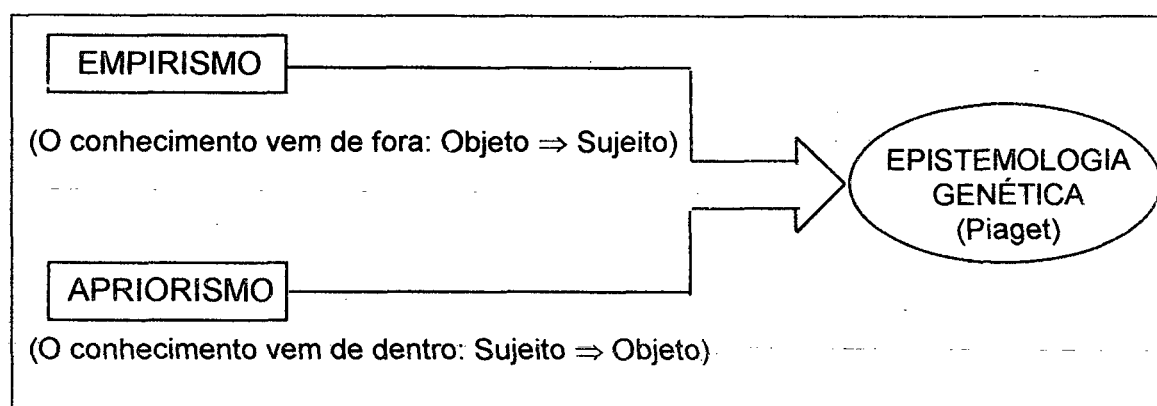 EMPIRISMO
(O conhecimento vem de fora: Objeto ⇒ Sujeito)
EPISTEMOLOGIA
GENÉTICA
(Piaget)
APRIORISMO
(O conhecimento vem de dentro: Sujeito ⇒ Objeto)